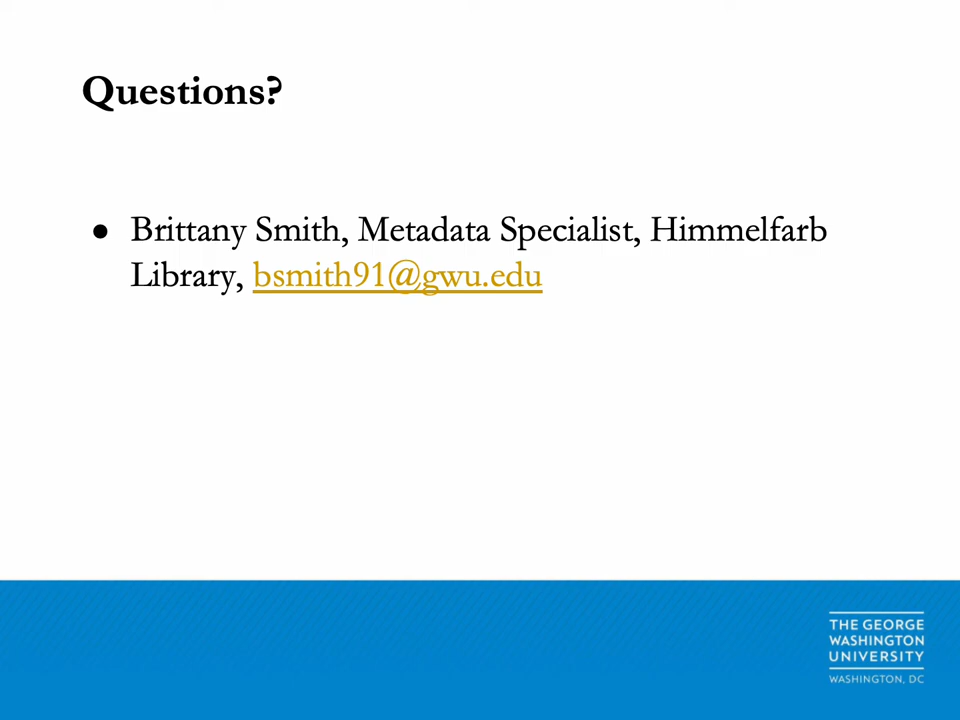 Questions?
● Brittany Smith, Metadata Specialist, Himmelfarb
Library, bsmith91@gwu.edu
THE GEORGE
WASHINGTON
UNIVERSITY
WASHINGTON, DC